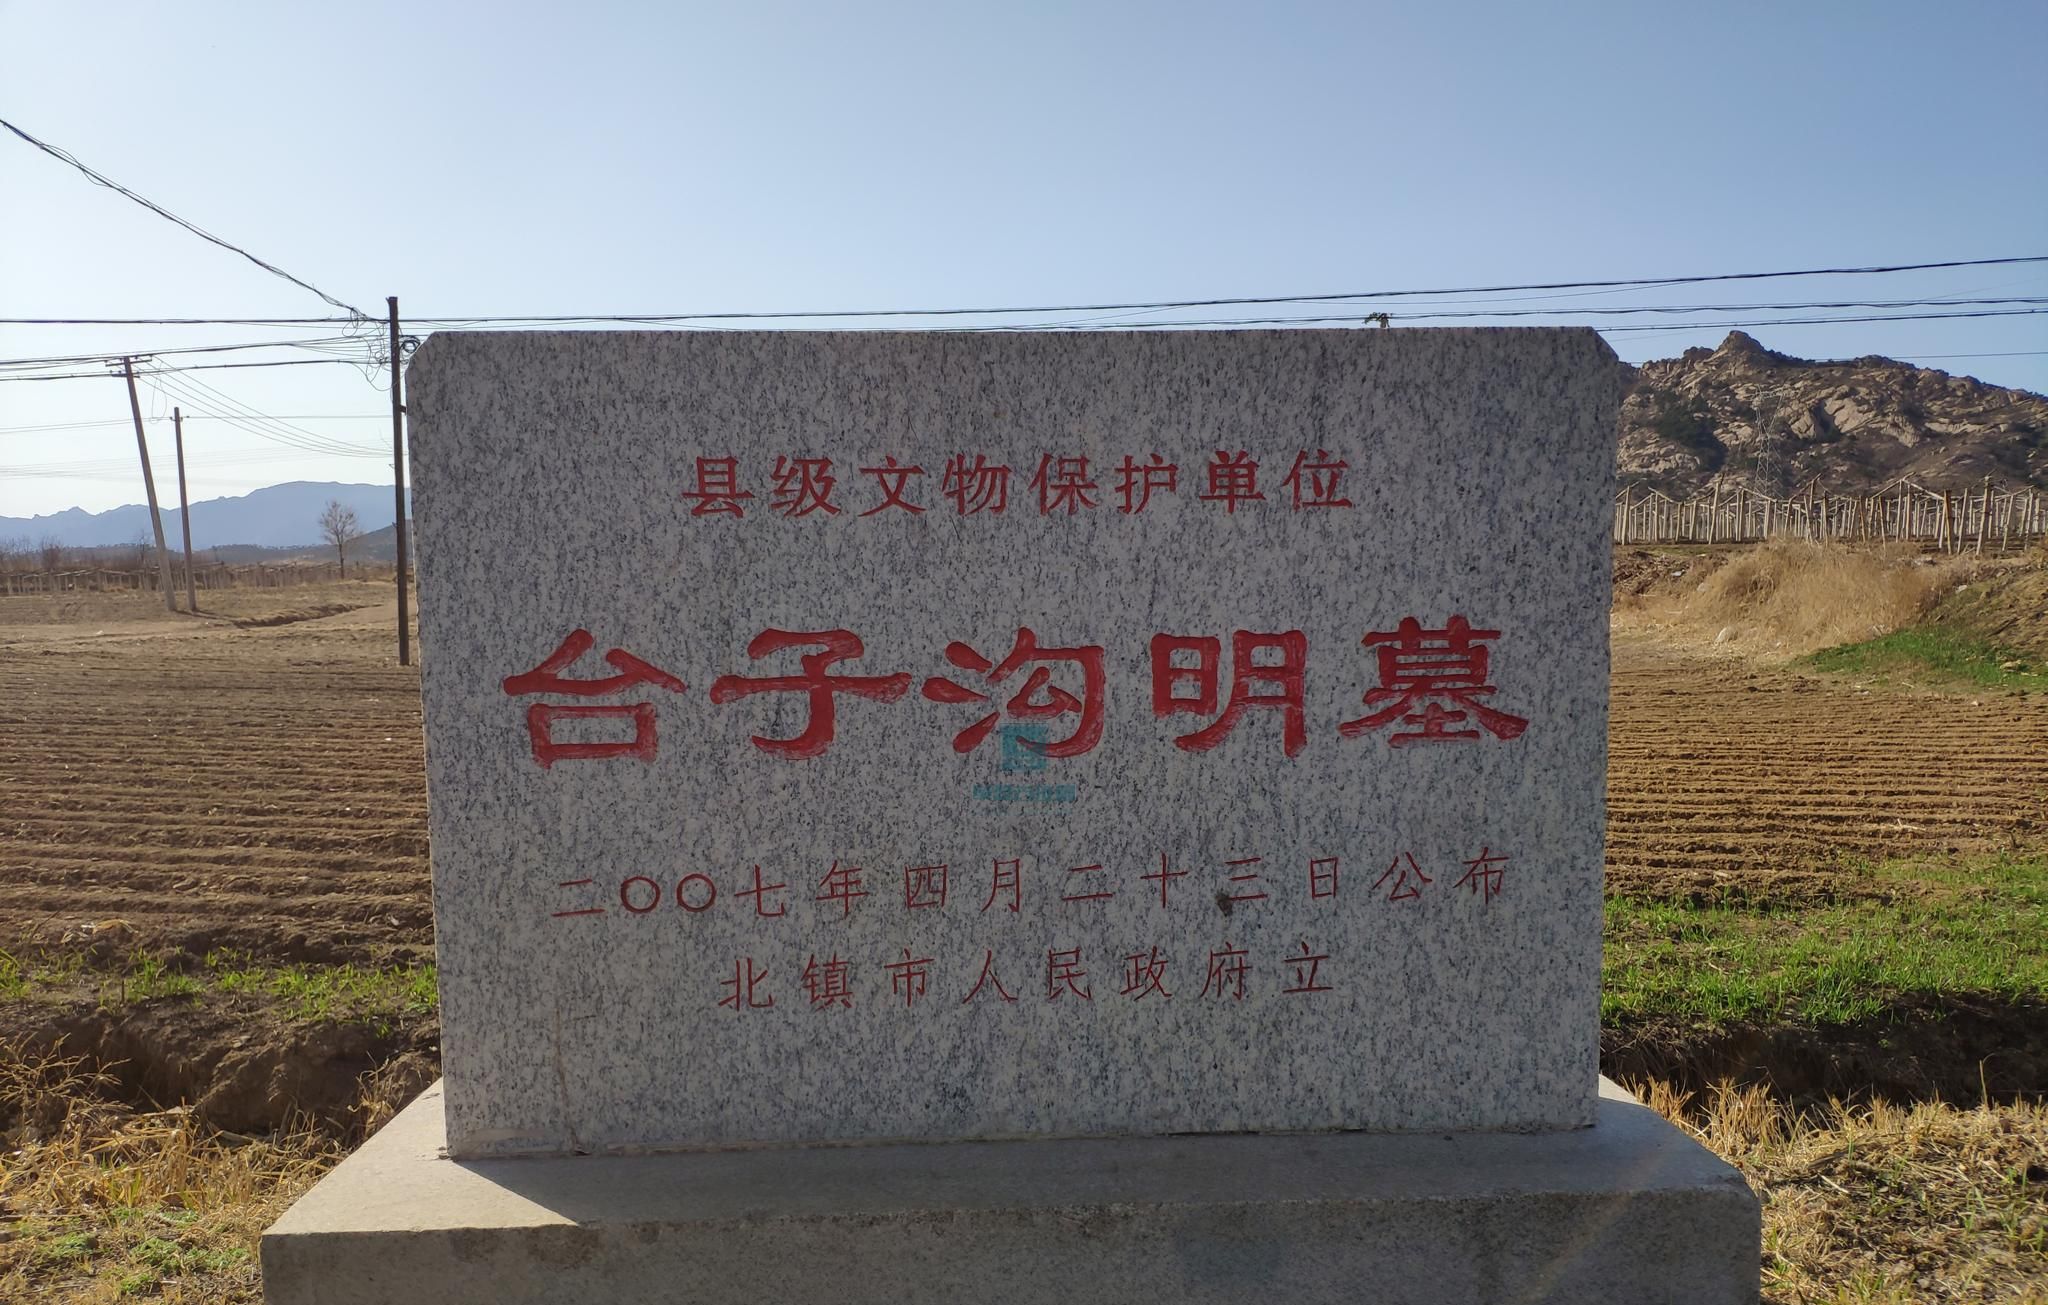 县级文物保护单位
台子沟明墓
二〇〇七年四月二十三日公布
北镇市人民政府立